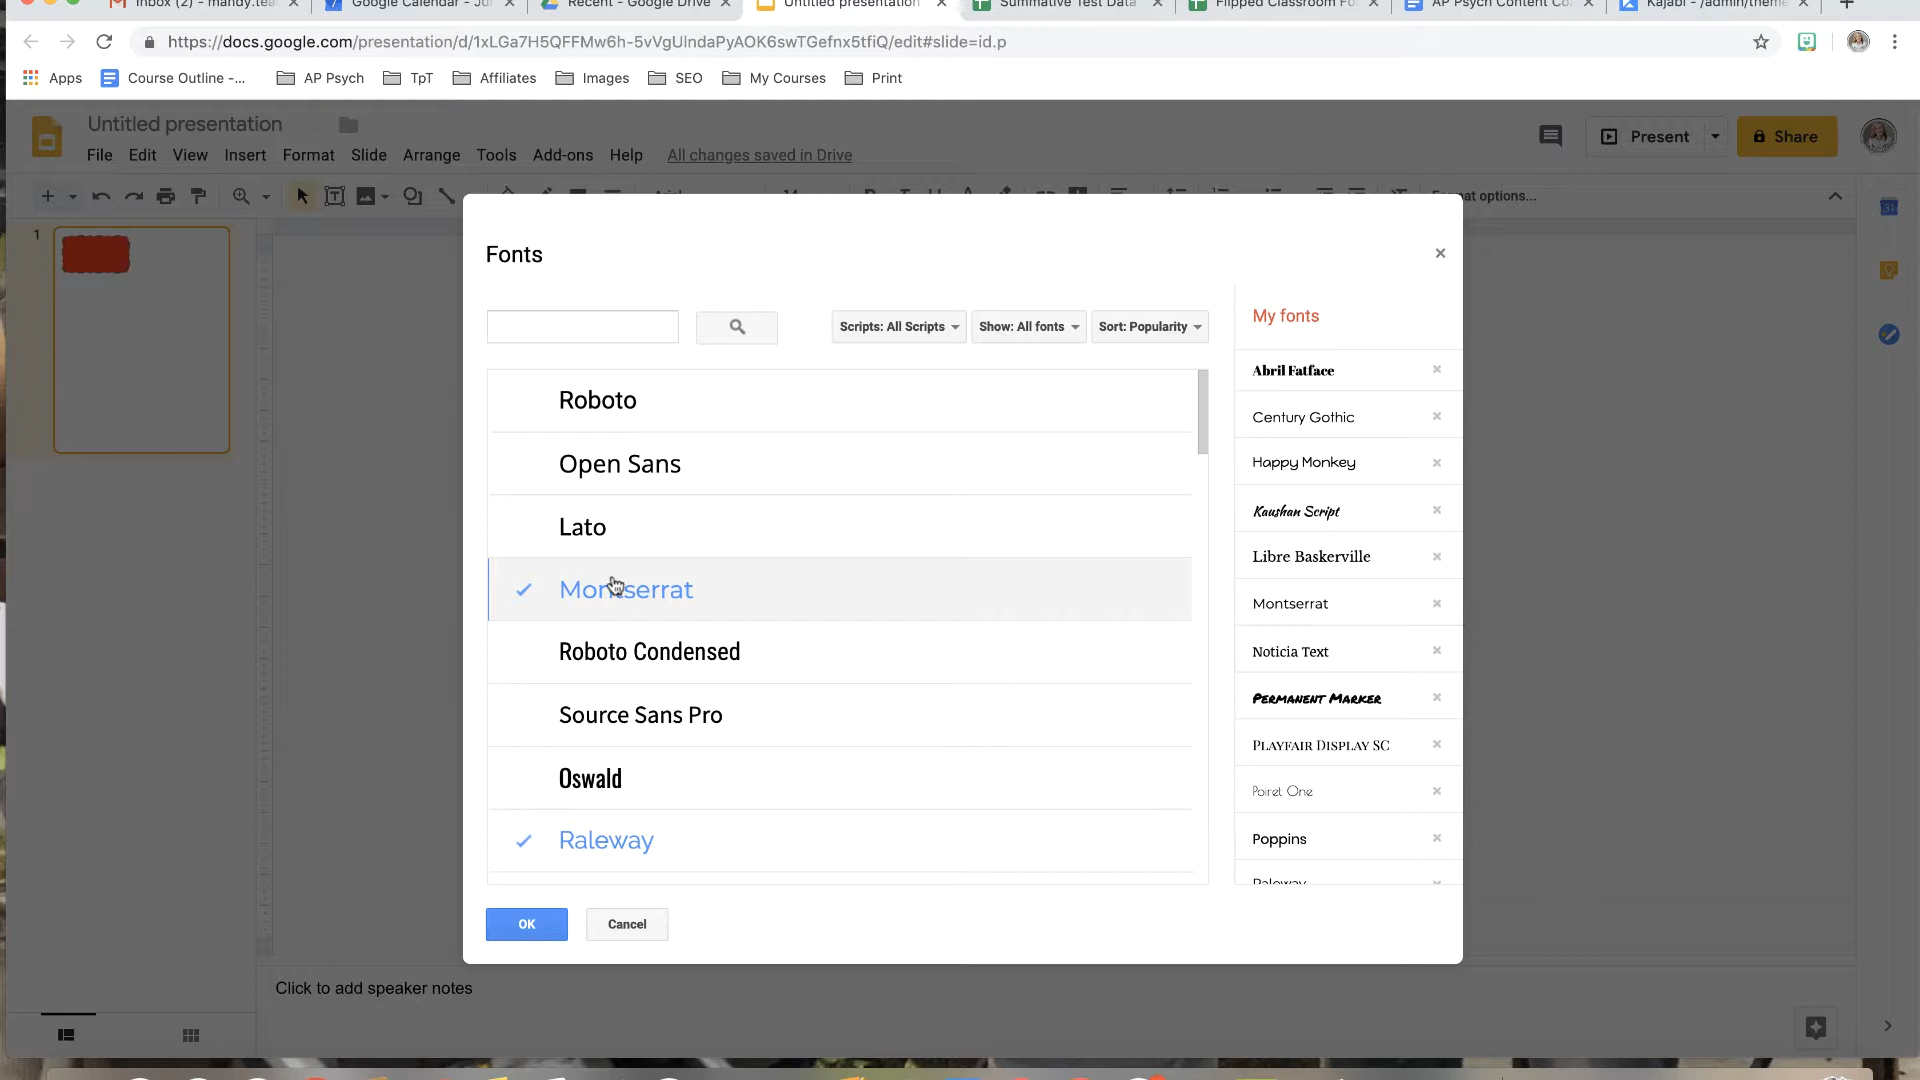 Inbox (2) - mandy.tea
Google Calendar - Ju
Recent - Google Drive
Untitled presentation
Summative Test Data
Flipped Classroom Fo
AP Psych Content Co
Kajabi - /admin/theme
https://docs.google.com/presentation/d/1xLGa7H5QFFMw6h-5vVgUlndaPyAOK6swTGefnx5tfiQ/edit#slide=id.p
Apps Course Outline -... AP Psych TpT Affiliates Images SEO My Courses Print
Untitled presentation
File Edit View Insert Format Slide Arrange Tools Add-ons Help All changes saved in Drive
Present
Share
at options...
1
Fonts
Scripts: All Scripts
Show: All fonts
Sort: Popularity
Roboto
Open Sans
Lato
Montserrat
Roboto Condensed
Source Sans Pro
Oswald
Raleway
My fonts
Abril Fatface
Century Gothic
Happy Monkey
Kaushan Script
Libre Baskerville
Montserrat
Noticia Text
Permanent Marker
Playfair Display SC
Poiret One
Poppins
Raleway
OK
Cancel
Click to add speaker notes
31